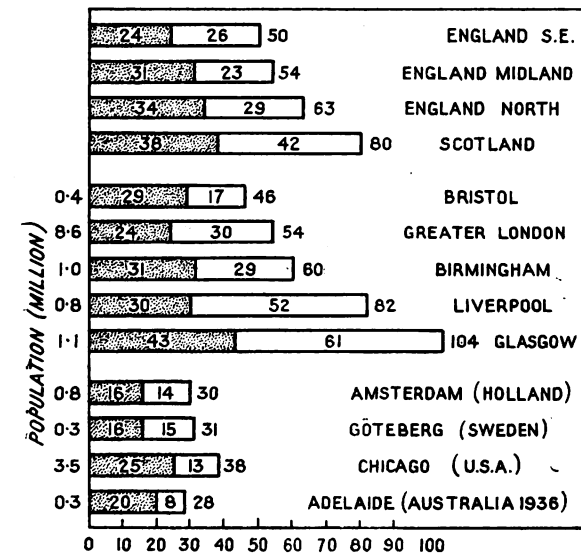 24 26 50 ENGLAND S.E.
31 23 54 ENGLAND MIDLAND
34 29 63 ENGLAND NORTH
38 42 80 SCOTLAND
0·4 29 17 46 BRISTOL
8·6 24 30 54 GREATER LONDON
1·0 31 29 60 BIRMINGHAM
0·8 30 52 82 LIVERPOOL
1·1 43 61 104 GLASGOW
0·8 16 14 30 AMSTERDAM (HOLLAND)
0·3 16 15 31 GÖTEBERG (SWEDEN)
3·5 25 13 38 CHICAGO (U.S.A.)
0·3 20 8 28 ADELAIDE (AUSTRALIA 1936)
0 10 20 30 40 50 60 70 80 90 100
POPULATION (MILLION)